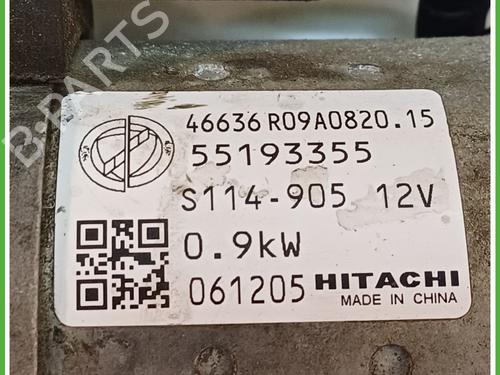 B-PARTS
46636 R09A0820.15
55193355
S114-905 12V
0.9kW
061205 HITACHI
MADE IN CHINA